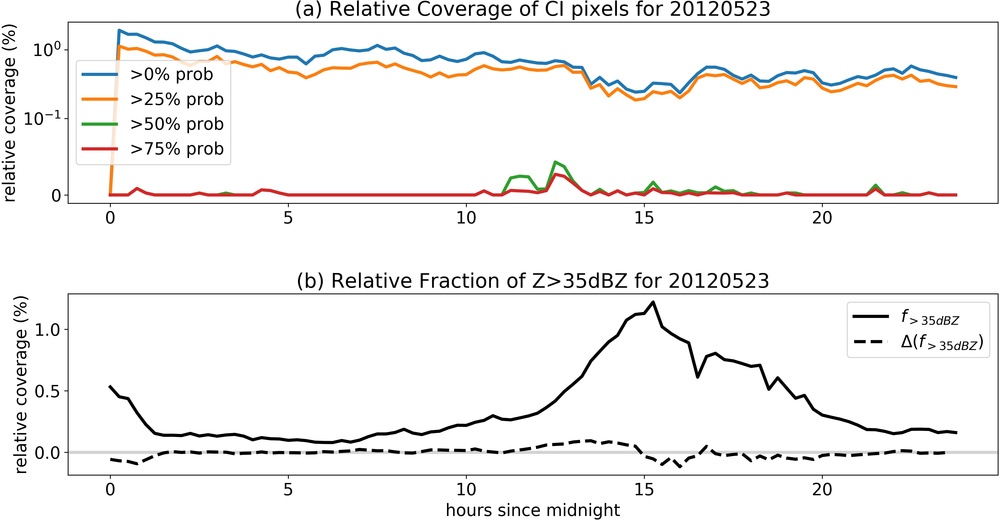 (a) Relative Coverage of CI pixels for 20120523
relative coverage (%)
10⁰
10⁻¹
0
>0% prob
>25% prob
>50% prob
>75% prob
0 5 10 15 20
(b) Relative Fraction of Z>35dBZ for 20120523
relative coverage (%)
1.0
0.5
0.0
f>35dBZ
Δ(f>35dBZ)
0 5 10 15 20
hours since midnight